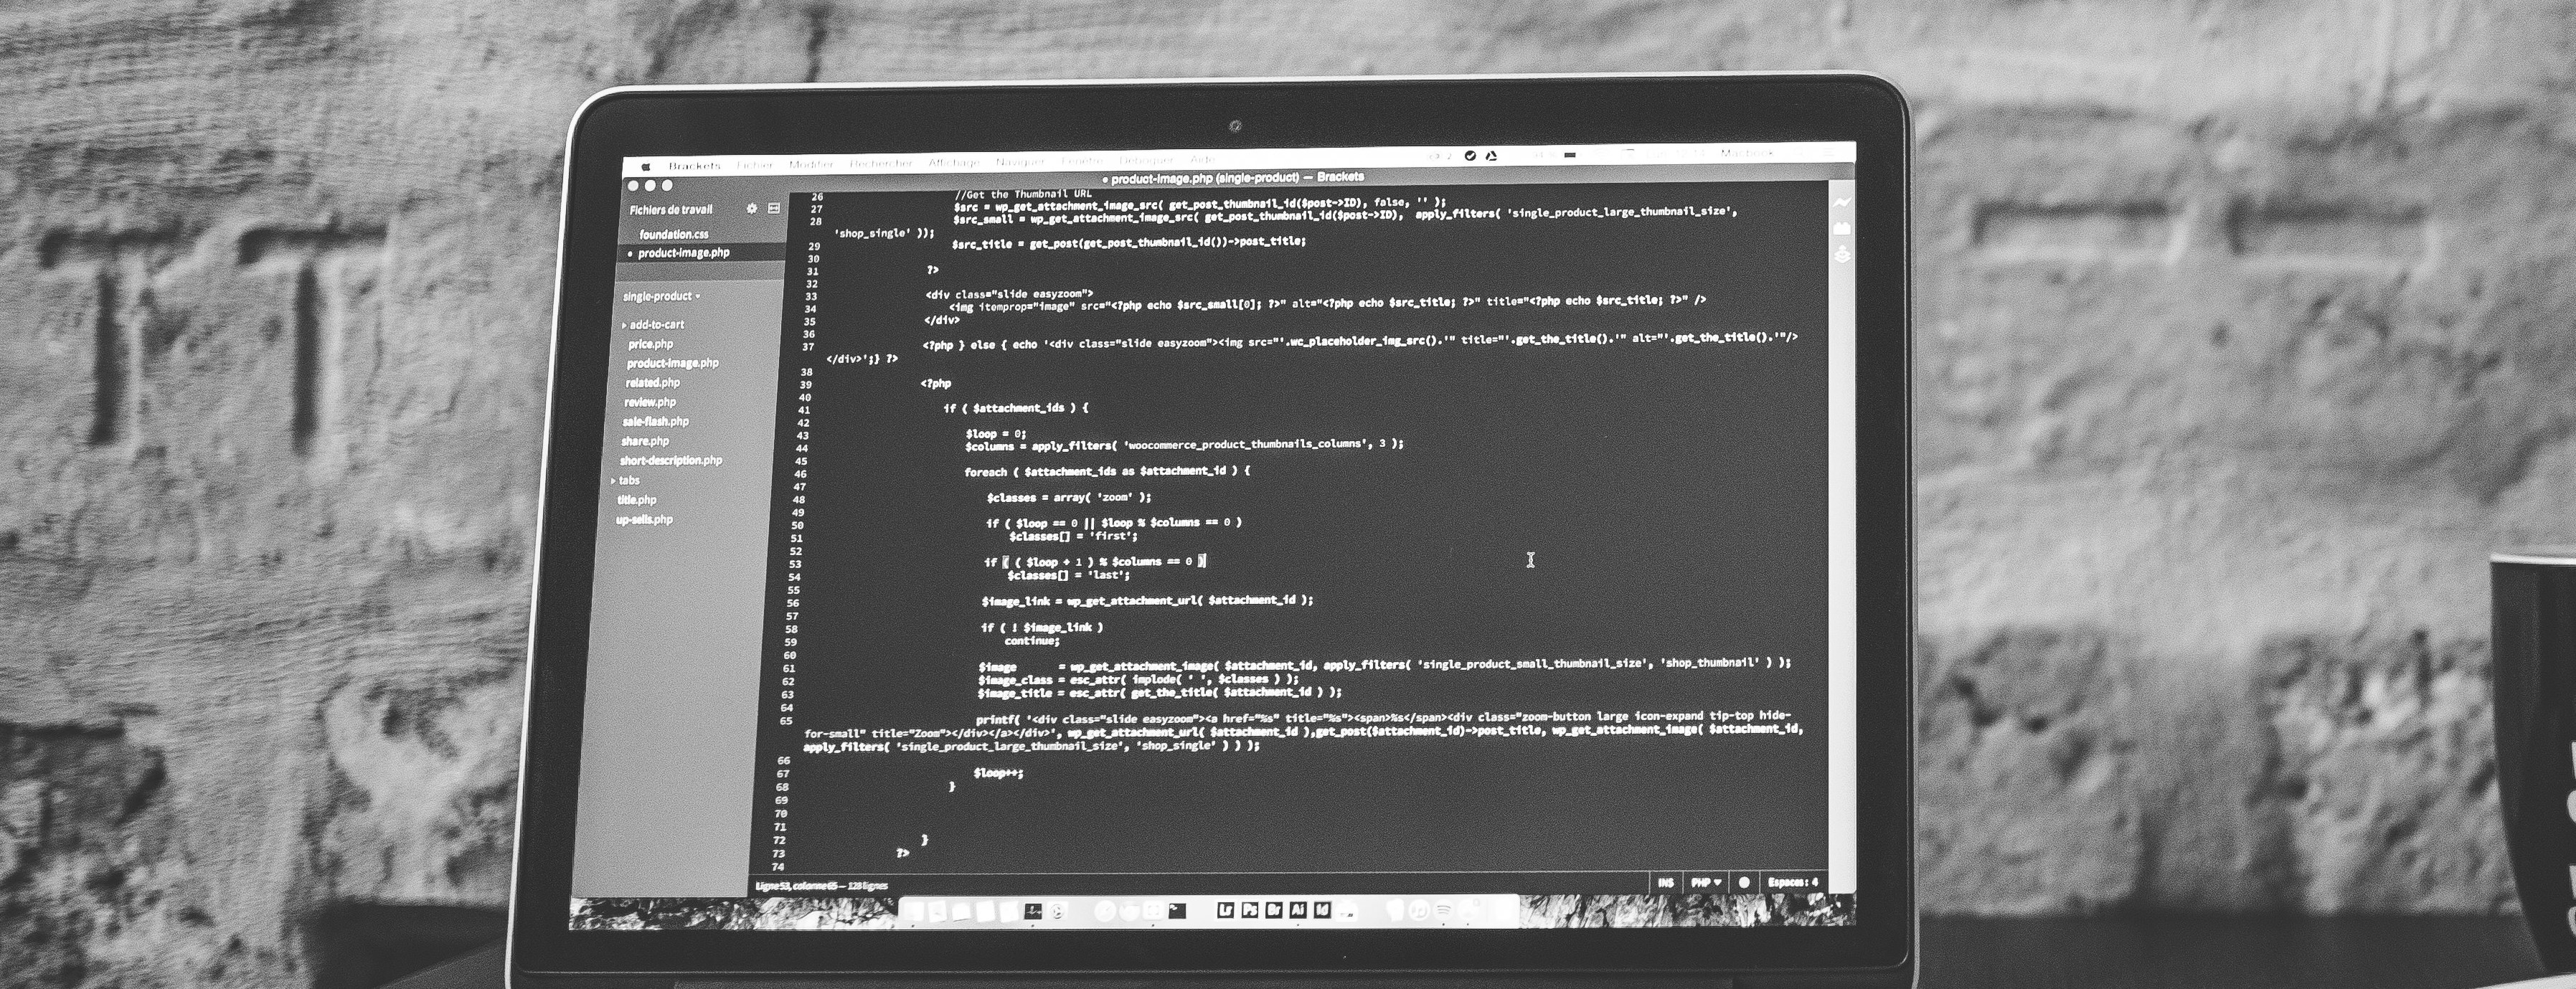 Brackets Fichier Modifier Rechercher Affichage Naviguer Fenêtre Déboguer Aide
• product-image.php (single-product) — Brackets
Fichiers de travail
foundation.css
• product-image.php
single-product
add-to-cart
price.php
product-image.php
related.php
review.php
sale-flash.php
share.php
short-description.php
tabs
title.php
up-sells.php
26 //Get the Thumbnail URL
27 $src = wp_get_attachment_image_src( get_post_thumbnail_id($post->ID), false, '' );
28 $src_small = wp_get_attachment_image_src( get_post_thumbnail_id($post->ID), apply_filters( 'single_product_large_thumbnail_size',
'shop_single' ));
29 $src_title = get_post(get_post_thumbnail_id())->post_title;
30
31 ?>
32
33 <div class="slide easyzoom">
34 <img itemprop="image" src="<?php echo $src_small[0]; ?>" alt="<?php echo $src_title; ?>" title="<?php echo $src_title; ?>" />
35 </div>
36
37 <?php } else { echo '<div class="slide easyzoom"><img src="'.wc_placeholder_img_src().'" title="'.get_the_title().'" alt="'.get_the_title().'"/>
</div>';} ?>
38
39 <?php
40
41 if ( $attachment_ids ) {
42
43 $loop = 0;
44 $columns = apply_filters( 'woocommerce_product_thumbnails_columns', 3 );
45
46 foreach ( $attachment_ids as $attachment_id ) {
47
48 $classes = array( 'zoom' );
49
50 if ( $loop == 0 || $loop % $columns == 0 )
51 $classes[] = 'first';
52
53 if ( ( $loop + 1 ) % $columns == 0 )
54 $classes[] = 'last';
55
56 $image_link = wp_get_attachment_url( $attachment_id );
57
58 if ( ! $image_link )
59 continue;
60
61 $image = wp_get_attachment_image( $attachment_id, apply_filters( 'single_product_small_thumbnail_size', 'shop_thumbnail' ) );
62 $image_class = esc_attr( implode( ' ', $classes ) );
63 $image_title = esc_attr( get_the_title( $attachment_id ) );
64
65 printf( '<div class="slide easyzoom"><a href="%s" title="%s"><span>%s</span><div class="zoom-button large icon-expand tip-top hide-
for-small" title="Zoom"></div></a></div>', wp_get_attachment_url( $attachment_id ),get_post($attachment_id)->post_title, wp_get_attachment_image( $attachment_id,
apply_filters( 'single_product_large_thumbnail_size', 'shop_single' ) ) );
66
67 $loop++;
68 }
69
70
71
72 }
73 ?>
74
Ligne 53, colonne 65 — 128 lignes
INS PHP Espaces: 4
Lr Ps Br Ai Id